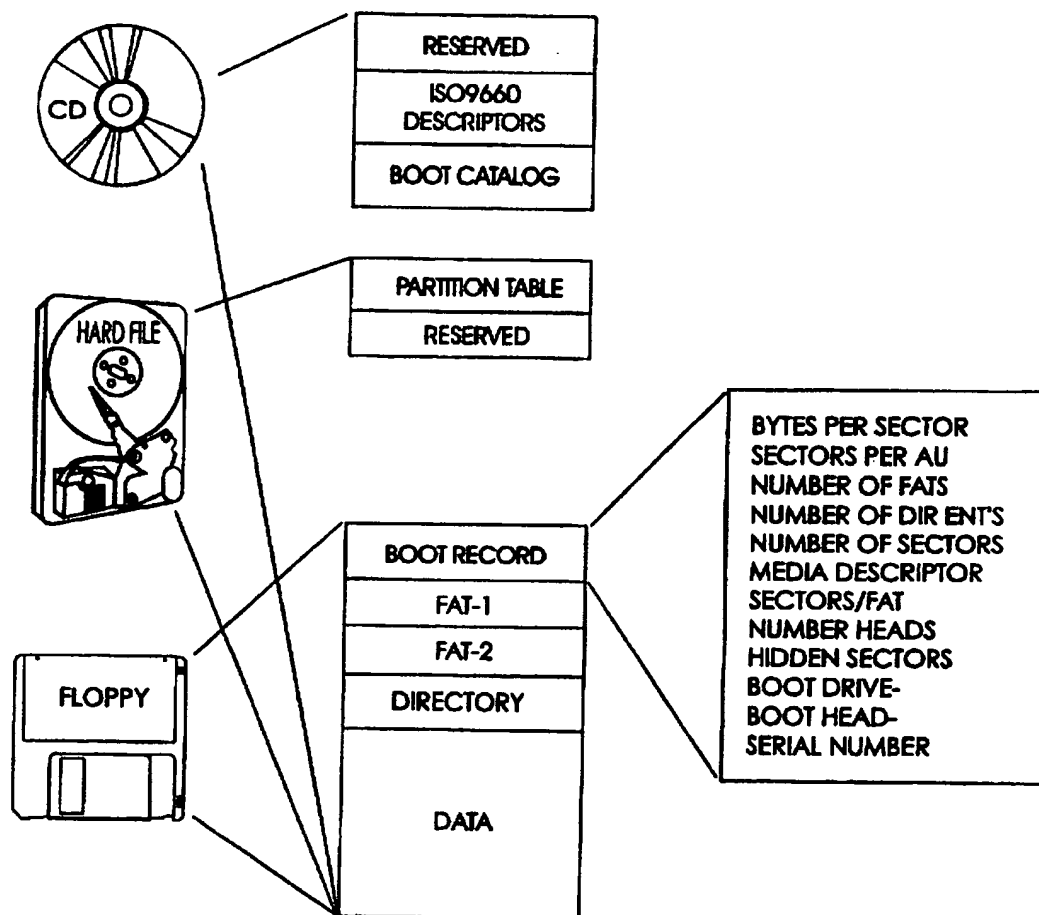 CD
RESERVED
ISO9660
DESCRIPTORS
BOOT CATALOG
HARD FILE
PARTITION TABLE
RESERVED
FLOPPY
BOOT RECORD
FAT-1
FAT-2
DIRECTORY
DATA
BYTES PER SECTOR
SECTORS PER AU
NUMBER OF FATS
NUMBER OF DIR ENT'S
NUMBER OF SECTORS
MEDIA DESCRIPTOR
SECTORS/FAT
NUMBER HEADS
HIDDEN SECTORS
BOOT DRIVE-
BOOT HEAD-
SERIAL NUMBER